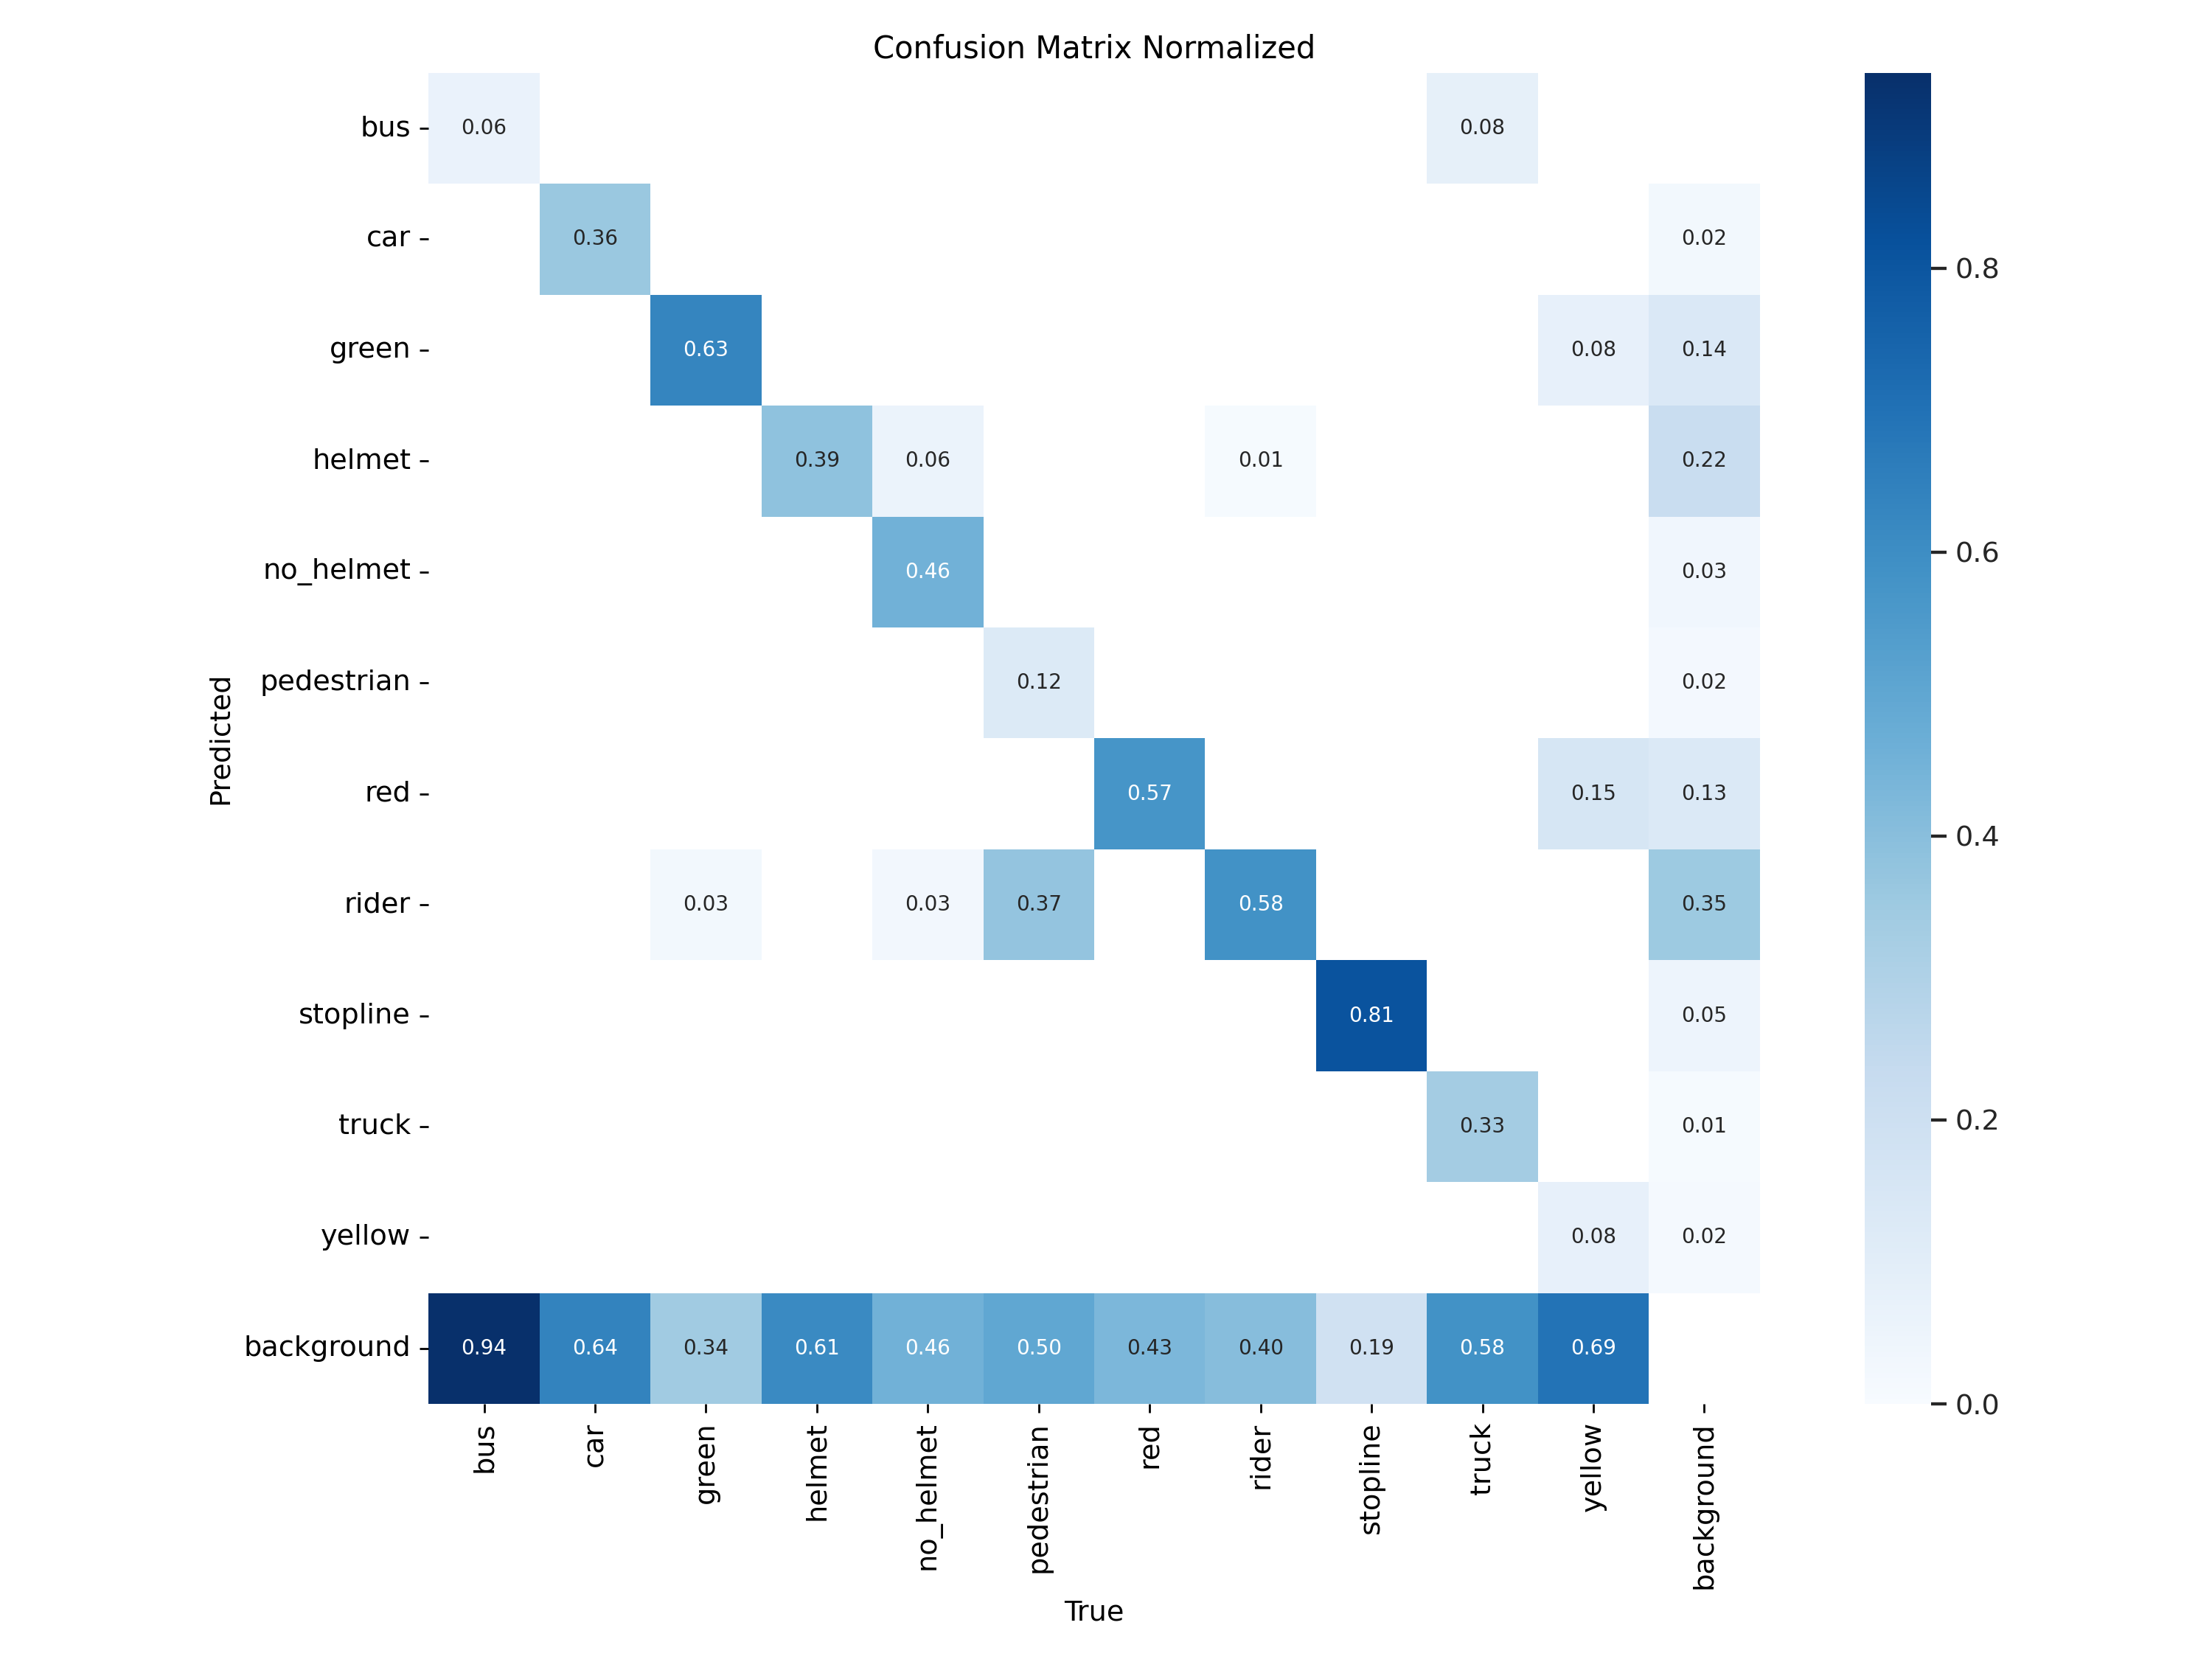 Confusion Matrix Normalized
bus 0.06 0.08
car 0.36 0.02
green 0.63 0.08 0.14
helmet 0.39 0.06 0.01 0.22
no_helmet 0.46 0.03
pedestrian 0.12 0.02
red 0.57 0.15 0.13
rider 0.03 0.03 0.37 0.58 0.35
stopline 0.81 0.05
truck 0.33 0.01
yellow 0.08 0.02
background 0.94 0.64 0.34 0.61 0.46 0.50 0.43 0.40 0.19 0.58 0.69
Predicted
bus car green helmet no_helmet pedestrian red rider stopline truck yellow background
True
0.8
0.6
0.4
0.2
0.0